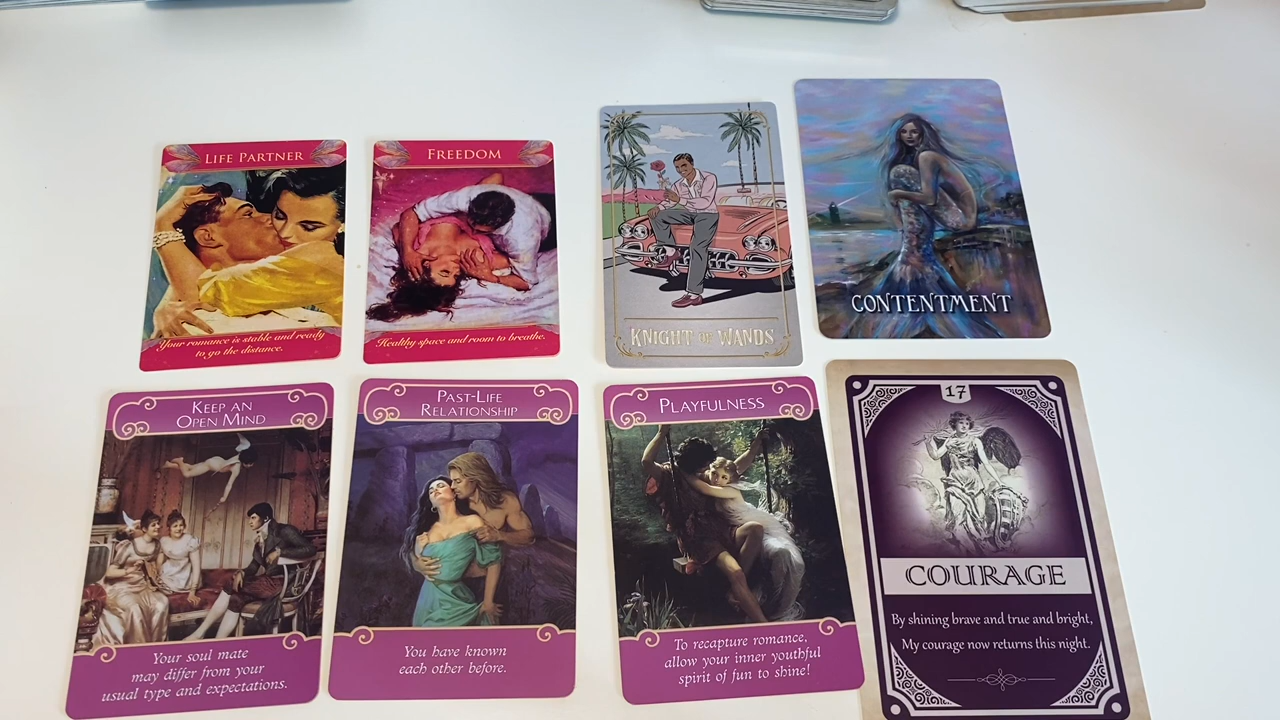 LIFE PARTNER
Your romance is stable and ready
to go the distance.
FREEDOM
Healthy space and room to breathe.
KNIGHT OF WANDS
CONTENTMENT
KEEP AN
OPEN MIND
Your soul mate
may differ from your
usual type and expectations.
PAST-LIFE
RELATIONSHIP
You have known
each other before.
PLAYFULNESS
To recapture romance,
allow your inner youthful
spirit of fun to shine!
17
COURAGE
By shining brave and true and bright,
My courage now returns this night.